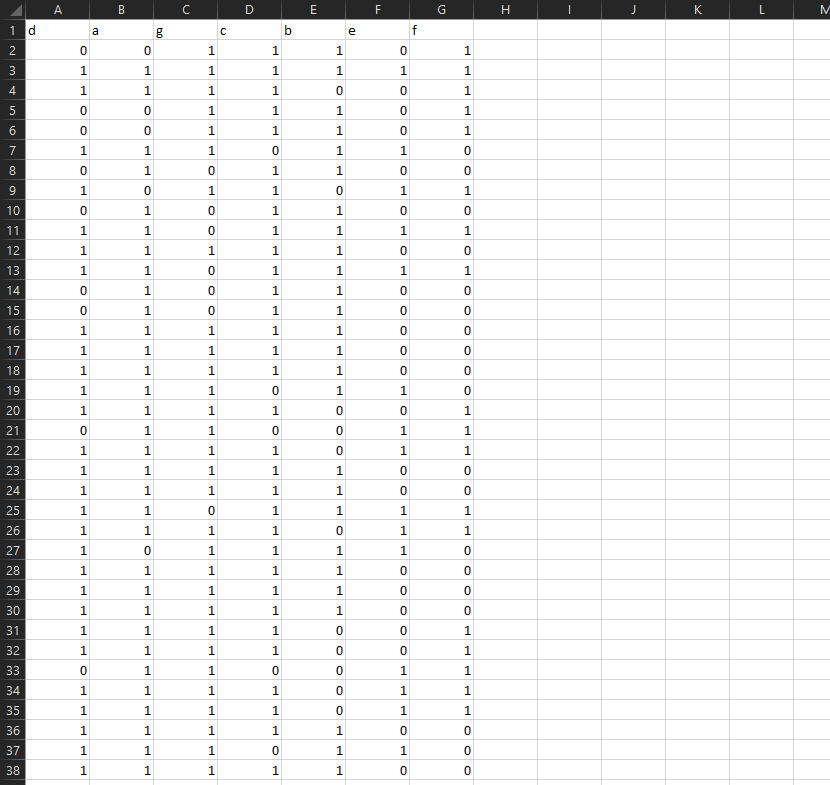 A B C D E F G H I J K L M
1 d a g c b e f
2 0 0 1 1 1 0 1
3 1 1 1 1 1 1 1
4 1 1 1 1 0 0 1
5 0 0 1 1 1 0 1
6 0 0 1 1 1 0 1
7 1 1 1 0 1 1 0
8 0 1 0 1 1 0 0
9 1 0 1 1 0 1 1
10 0 1 0 1 1 0 0
11 1 1 0 1 1 1 1
12 1 1 1 1 1 0 0
13 1 1 0 1 1 1 1
14 0 1 0 1 1 0 0
15 0 1 0 1 1 0 0
16 1 1 1 1 1 0 0
17 1 1 1 1 1 0 0
18 1 1 1 1 1 0 0
19 1 1 1 0 1 1 0
20 1 1 1 1 0 0 1
21 0 1 1 0 0 1 1
22 1 1 1 1 0 1 1
23 1 1 1 1 1 0 0
24 1 1 1 1 1 0 0
25 1 1 0 1 1 1 1
26 1 1 1 1 0 1 1
27 1 0 1 1 1 1 0
28 1 1 1 1 1 0 0
29 1 1 1 1 1 0 0
30 1 1 1 1 1 0 0
31 1 1 1 1 0 0 1
32 1 1 1 1 0 0 1
33 0 1 1 0 0 1 1
34 1 1 1 1 0 1 1
35 1 1 1 1 0 1 1
36 1 1 1 1 1 0 0
37 1 1 1 0 1 1 0
38 1 1 1 1 1 0 0